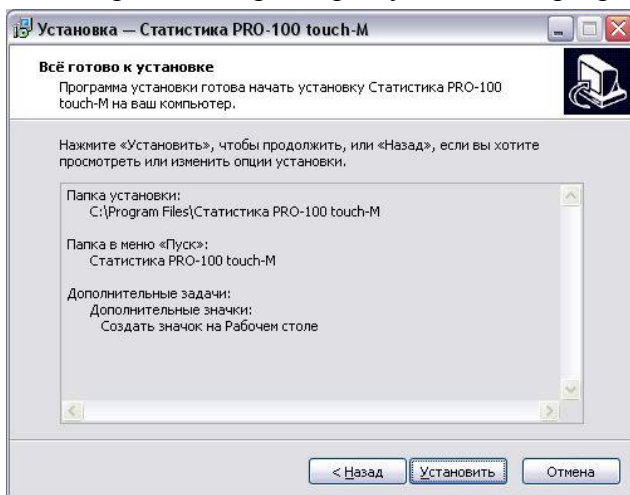 Установка — Статистика PRO-100 touch-M
Всё готово к установке
Программа установки готова начать установку Статистика PRO-100
touch-M на ваш компьютер.
Нажмите «Установить», чтобы продолжить, или «Назад», если вы хотите
просмотреть или изменить опции установки.
Папка установки:
C:\Program Files\Статистика PRO-100 touch-M
Папка в меню «Пуск»:
Статистика PRO-100 touch-M
Дополнительные задачи:
Дополнительные значки:
Создать значок на Рабочем столе
< Назад
Установить
Отмена